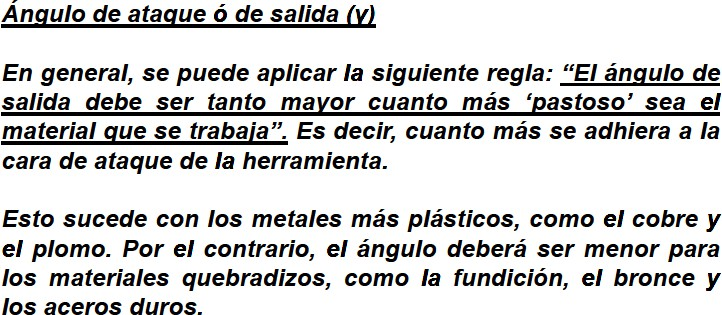 Ángulo de ataque ó de salida (γ)
En general, se puede aplicar la siguiente regla: “El ángulo de
salida debe ser tanto mayor cuanto más ‘pastoso’ sea el
material que se trabaja”. Es decir, cuanto más se adhiera a la
cara de ataque de la herramienta.
Esto sucede con los metales más plásticos, como el cobre y
el plomo. Por el contrario, el ángulo deberá ser menor para
los materiales quebradizos, como la fundición, el bronce y
los aceros duros.